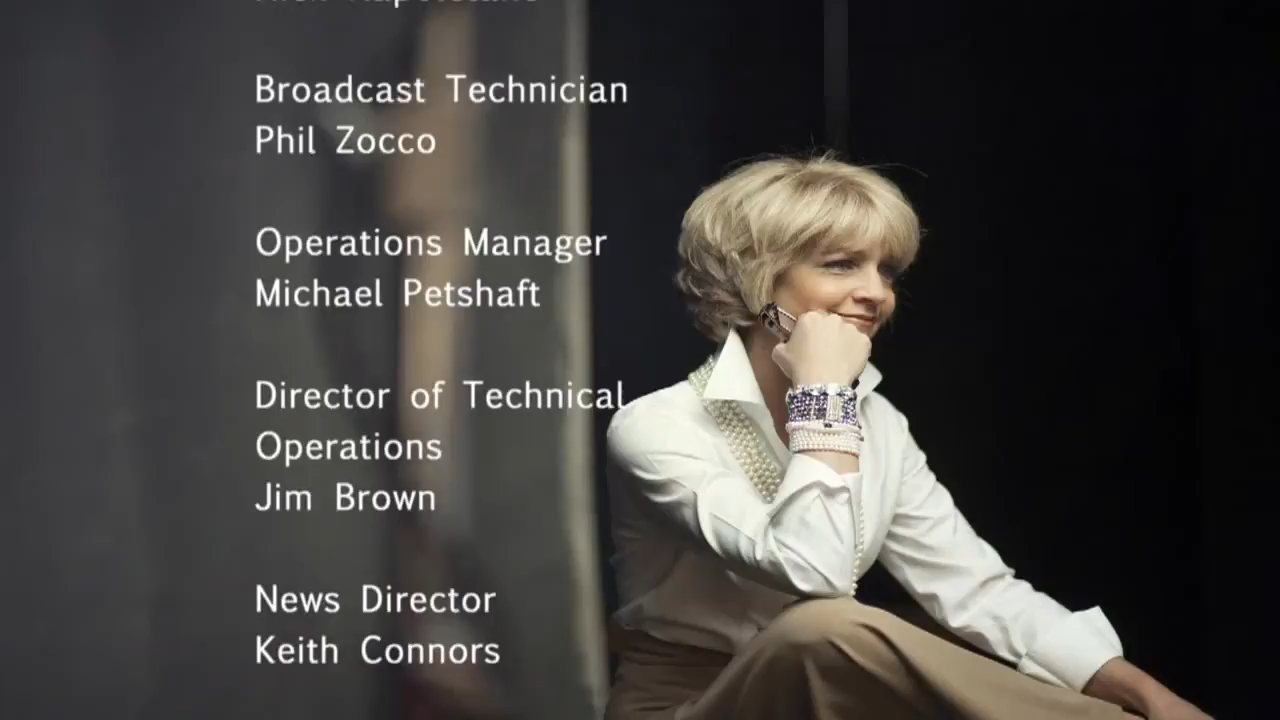 Broadcast Technician
Phil Zocco
Operations Manager
Michael Petshaft
Director of Technical
Operations
Jim Brown
News Director
Keith Connors